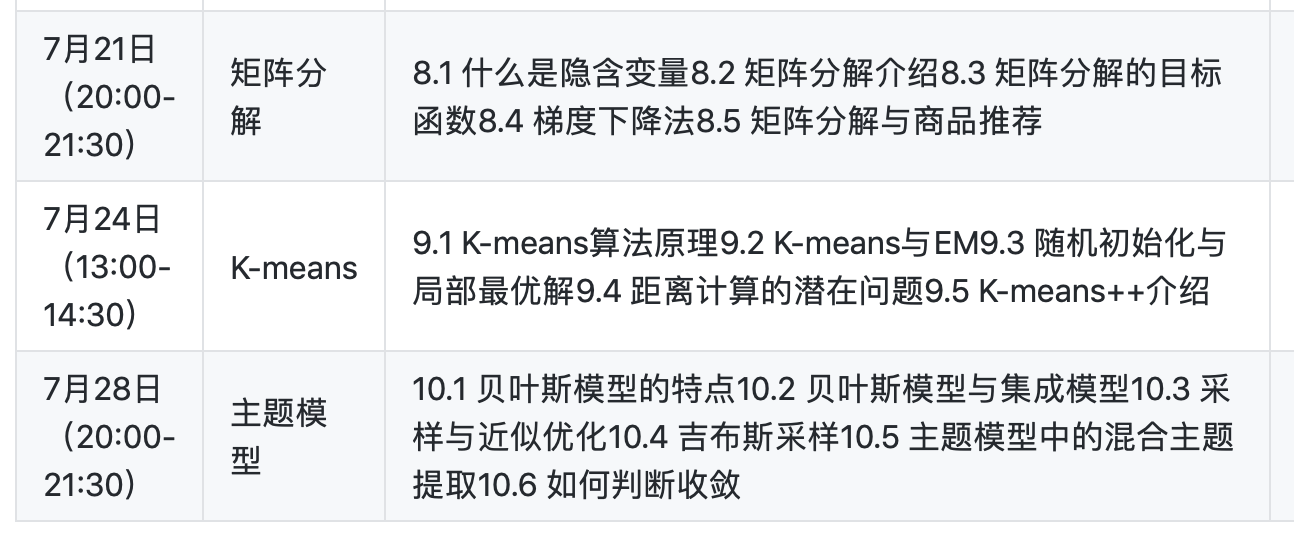 7月21日
（20:00-
21:30)
矩阵分
解
8.1 什么是隐含变量8.2 矩阵分解介绍8.3 矩阵分解的目标
函数8.4 梯度下降法8.5 矩阵分解与商品推荐
7月24日
（13:00-
14:30)
K-means
9.1 K-means算法原理9.2 K-means与EM9.3 随机初始化与
局部最优解9.4 距离计算的潜在问题9.5 K-means++介绍
7月28日
（20:00-
21:30)
主题模
型
10.1 贝叶斯模型的特点10.2 贝叶斯模型与集成模型10.3 采
样与近似优化10.4 吉布斯采样10.5 主题模型中的混合主题
提取10.6 如何判断收敛